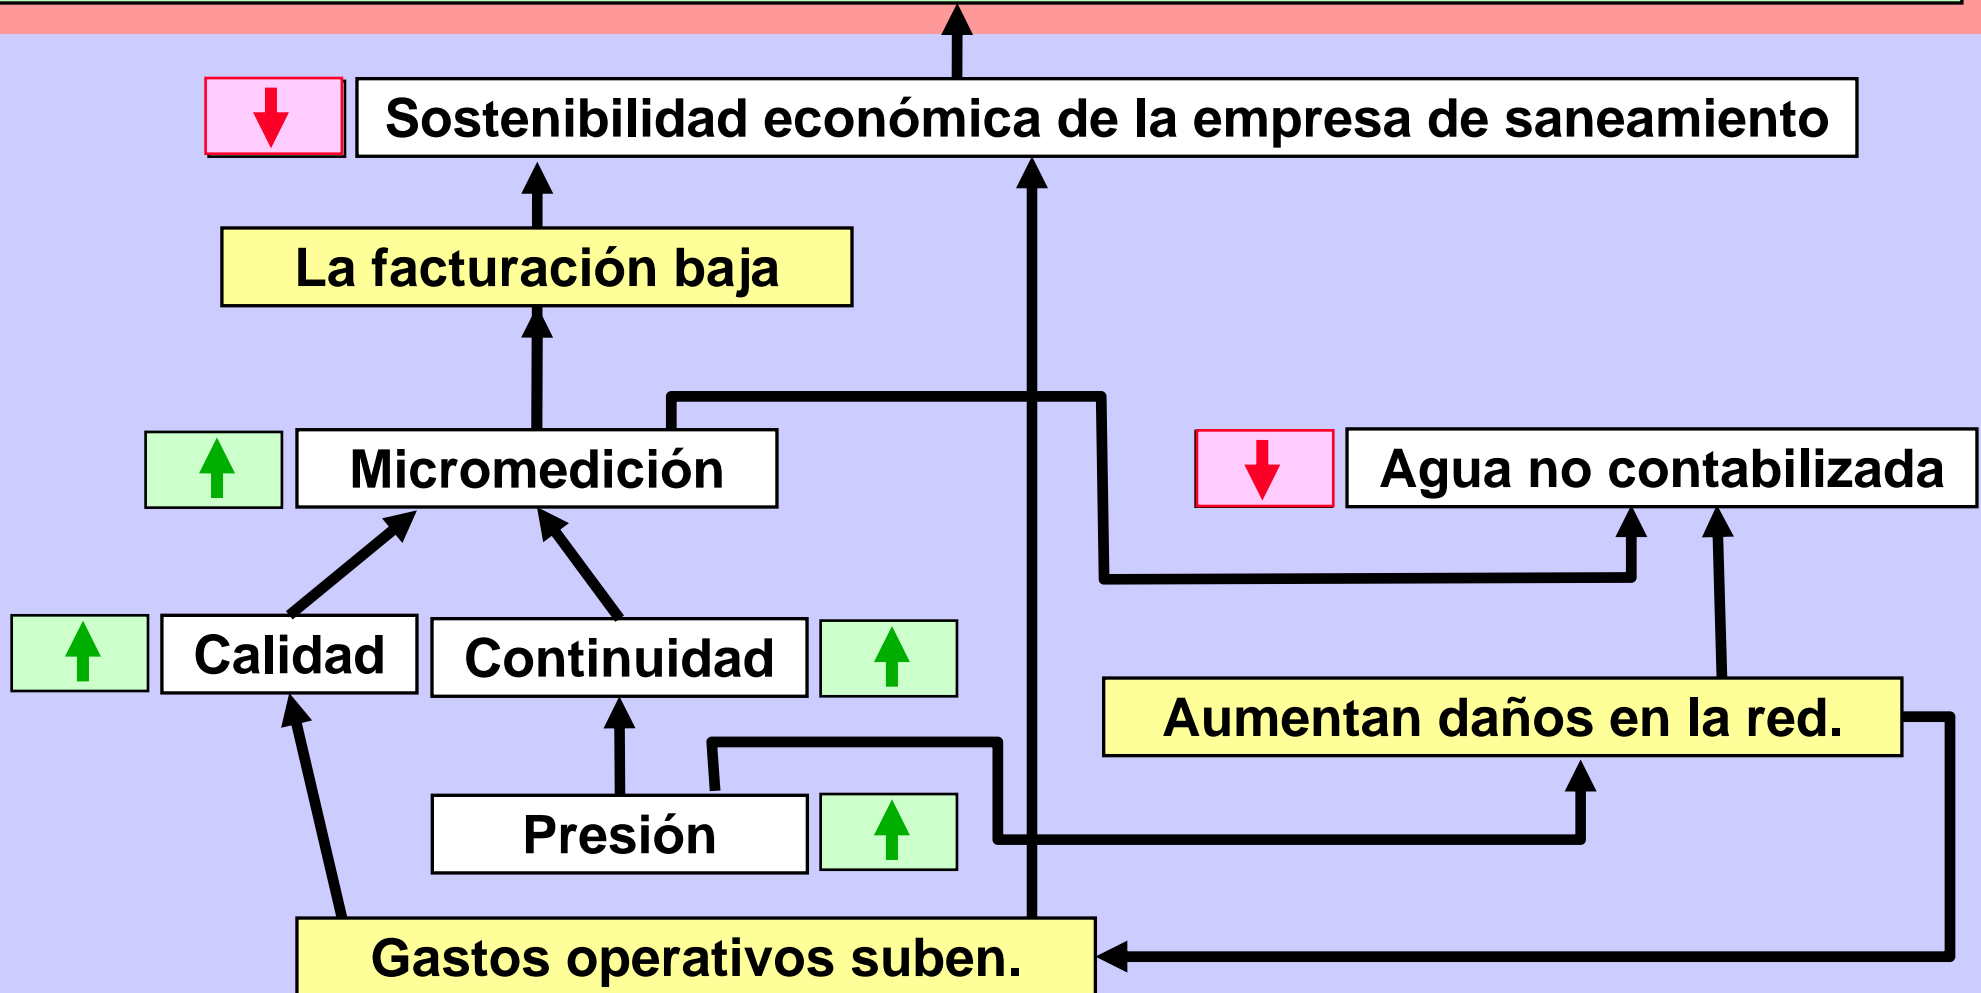 Sostenibilidad económica de la empresa de saneamiento
La facturación baja
Micromedición
Agua no contabilizada
Calidad
Continuidad
Aumentan daños en la red.
Presión
Gastos operativos suben.